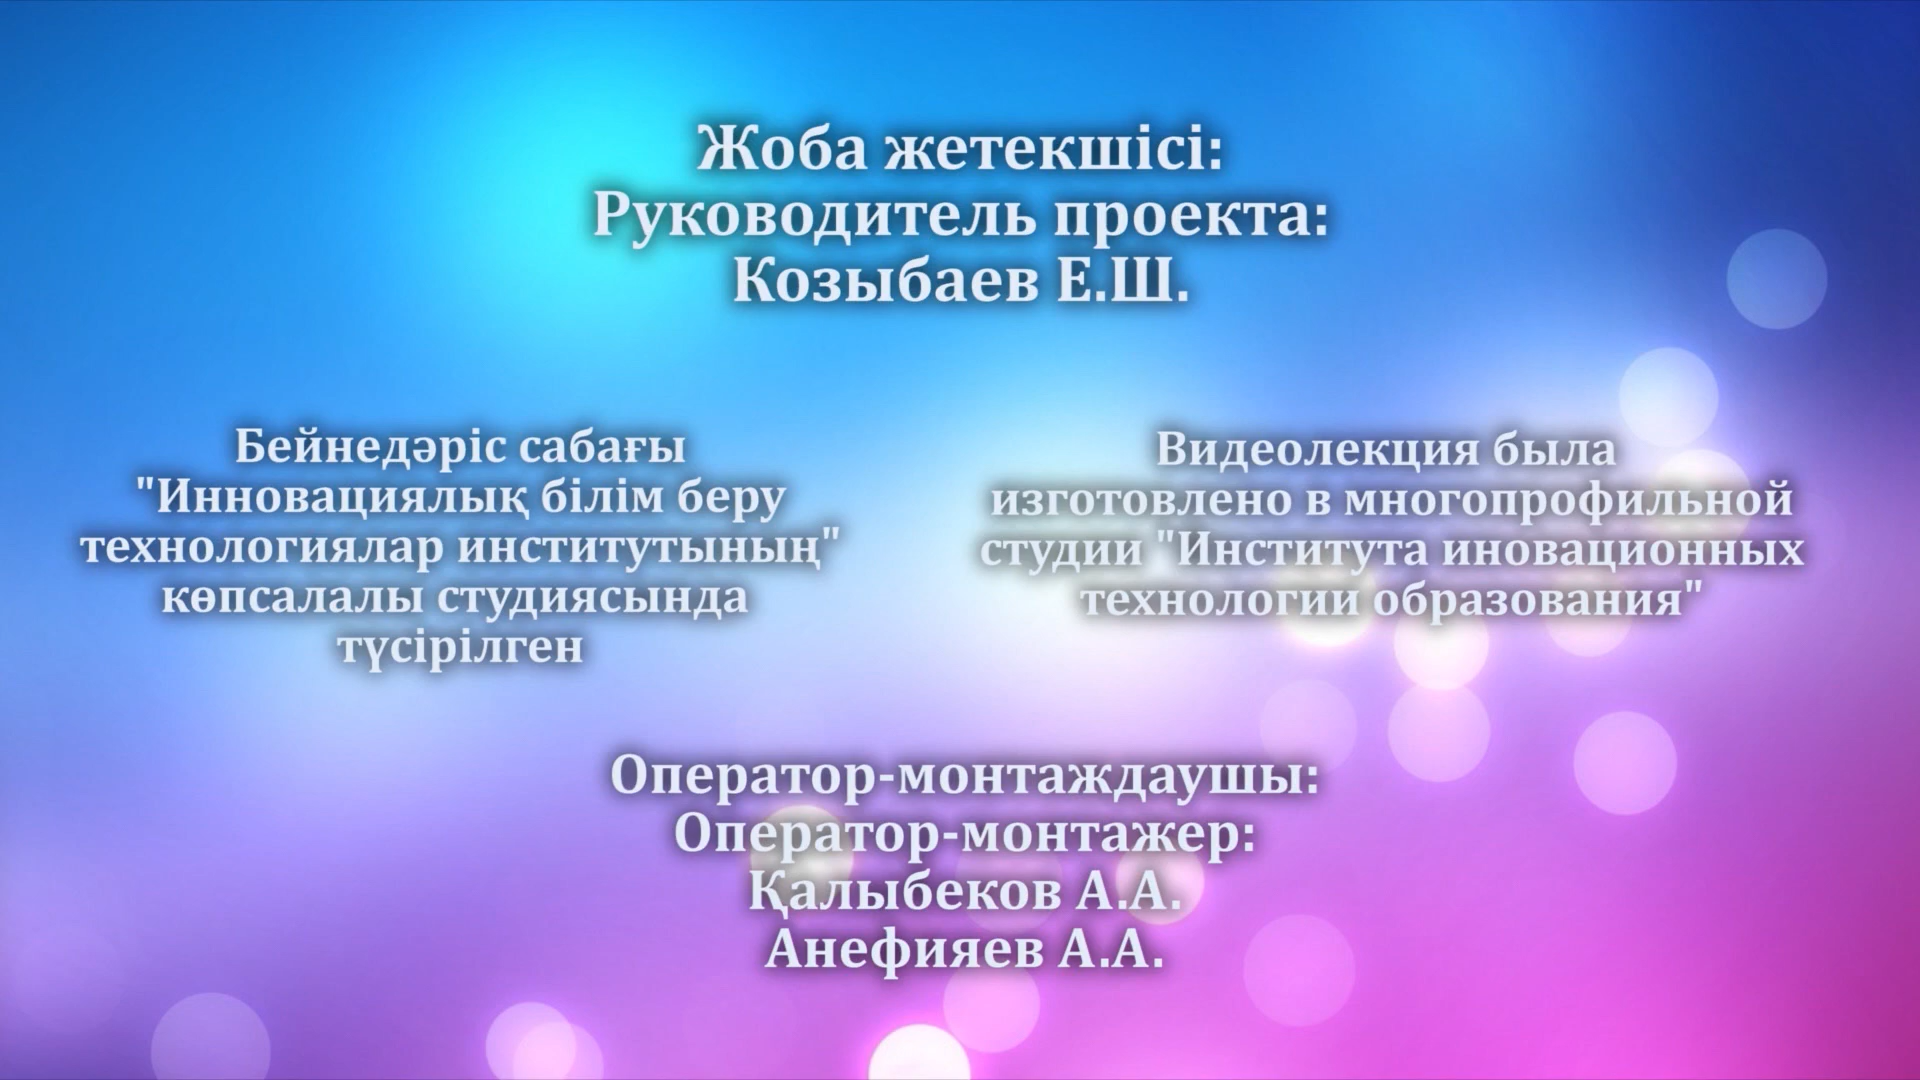 Жоба жетекшісі:
Руководитель проекта:
Козыбаев Е.Ш.
Бейнедәріс сабағы
"Инновациялық білім беру
технологиялар институтының"
көпсалалы студиясында
түсірілген
Видеолекция была
изготовлено в многопрофильной
студии "Института иновационных
технологии образования"
Оператор-монтаждаушы:
Оператор-монтажер:
Қалыбеков А.А.
Анефияев А.А.